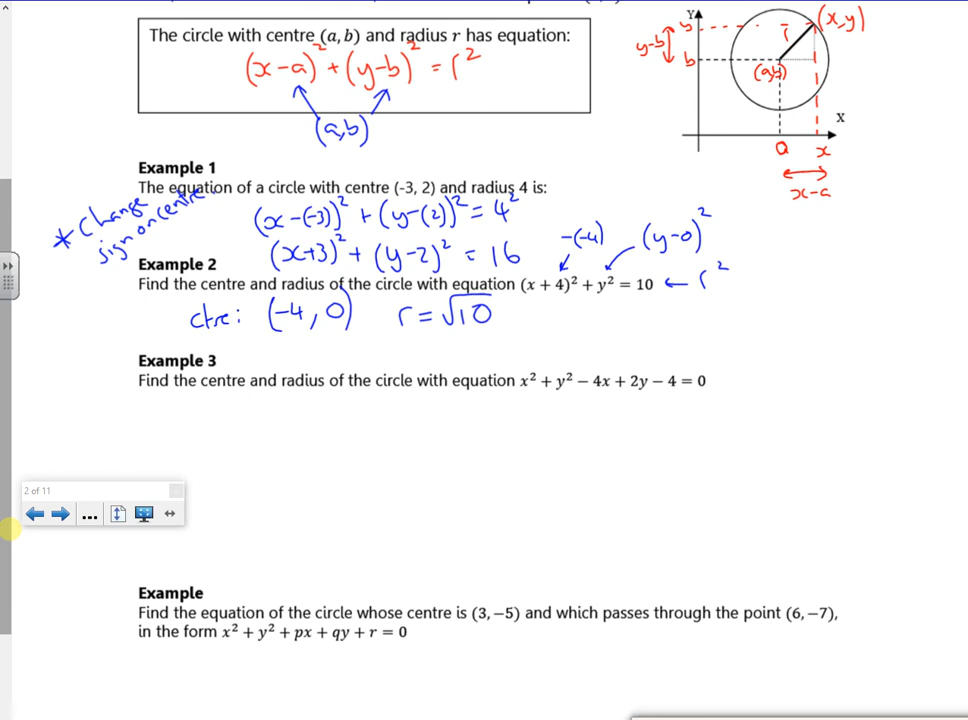 The circle with centre (a, b) and radius r has equation:
(x-a)² + (y-b)² = r²
(a,b)
Y
y
b
y-b
r
(x,y)
(a,b)
X
a
x
x-a
Example 1
The equation of a circle with centre (-3, 2) and radius 4 is:
* Change sign on centre
(x-(-3))² + (y-(2))² = 4²
(x+3)² + (y-2)² = 16
-(-4)
(y-0)²
Example 2
Find the centre and radius of the circle with equation (x + 4)² + y² = 10 ← r²
ctre: (-4, 0) r = √10
Example 3
Find the centre and radius of the circle with equation x² + y² − 4x + 2y − 4 = 0
2 of 11
...
Example
Find the equation of the circle whose centre is (3, −5) and which passes through the point (6, −7),
in the form x² + y² + px + qy + r = 0